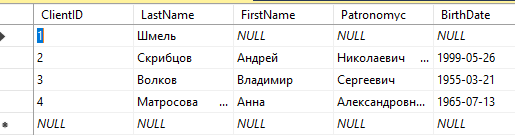 ClientID LastName FirstName Patronomyc BirthDate
1 Шмель NULL NULL NULL
2 Скрибцов Андрей Николаевич ... 1999-05-26
3 Волков Владимир Сергеевич 1955-03-21
4 Матросова ... Анна Александровн... 1965-07-13
NULL NULL NULL NULL NULL